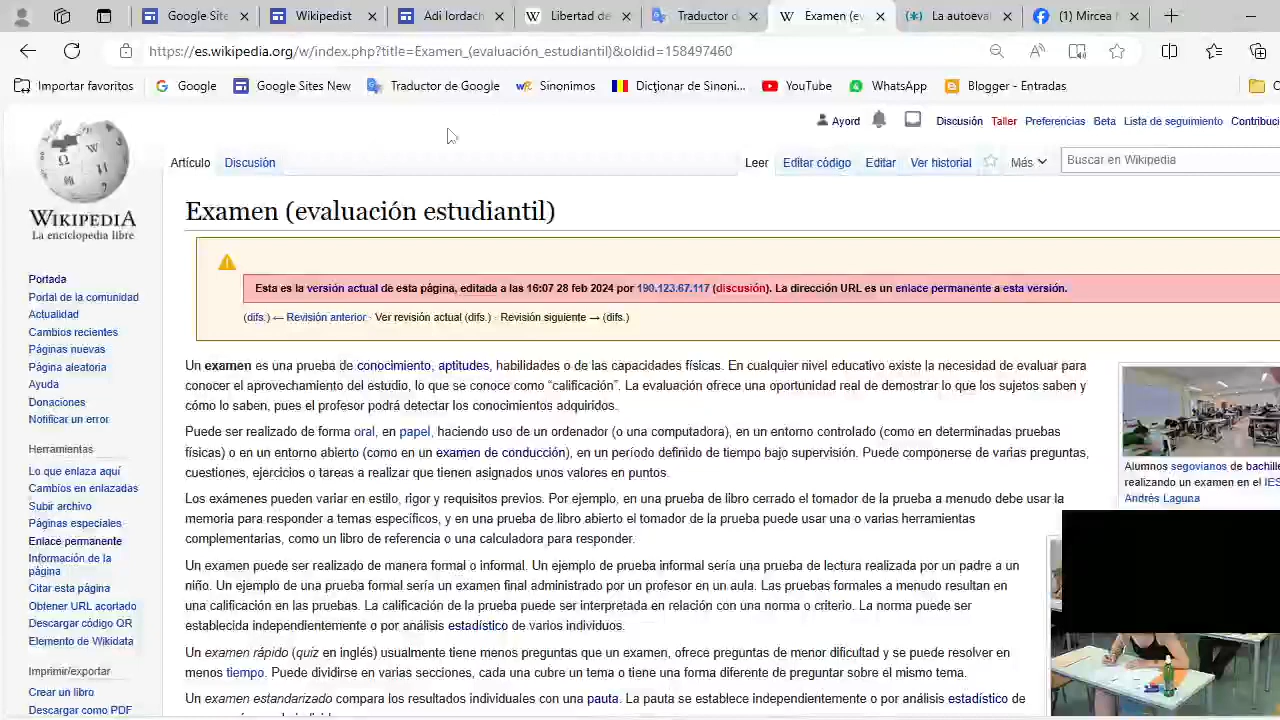 Google Site
Wikipedist
Adi Iordach
Libertad de
Traductor d
Examen (ev
La autoeval
(1) Mircea M
https://es.wikipedia.org/w/index.php?title=Examen_(evaluación_estudiantil)&oldid=158497460
Importar favoritos
Google
Google Sites New
Traductor de Google
Sinonimos
Dicționar de Sinoni...
YouTube
WhatsApp
Blogger - Entradas
Ayord
Discusión
Taller
Preferencias
Beta
Lista de seguimiento
Contribuci
Artículo
Discusión
Leer
Editar código
Editar
Ver historial
Más
Buscar en Wikipedia
WIKIPEDIA
La enciclopedia libre
Portada
Portal de la comunidad
Actualidad
Cambios recientes
Páginas nuevas
Página aleatoria
Ayuda
Donaciones
Notificar un error
Herramientas
Lo que enlaza aquí
Cambios en enlazadas
Subir archivo
Páginas especiales
Enlace permanente
Información de la
página
Citar esta página
Obtener URL acortado
Descargar código QR
Elemento de Wikidata
Imprimir/exportar
Crear un libro
Descargar como PDF
Examen (evaluación estudiantil)
Esta es la versión actual de esta página, editada a las 16:07 28 feb 2024 por 190.123.67.117 (discusión). La dirección URL es un enlace permanente a esta versión.
(difs.) ← Revisión anterior · Ver revisión actual (difs.) · Revisión siguiente → (difs.)
Un examen es una prueba de conocimiento, aptitudes, habilidades o de las capacidades físicas. En cualquier nivel educativo existe la necesidad de evaluar para
conocer el aprovechamiento del estudio, lo que se conoce como “calificación”. La evaluación ofrece una oportunidad real de demostrar lo que los sujetos saben y
cómo lo saben, pues el profesor podrá detectar los conocimientos adquiridos.
Puede ser realizado de forma oral, en papel, haciendo uso de un ordenador (o una computadora), en un entorno controlado (como en determinadas pruebas
físicas) o en un entorno abierto (como en un examen de conducción), en un período definido de tiempo bajo supervisión. Puede componerse de varias preguntas,
cuestiones, ejercicios o tareas a realizar que tienen asignados unos valores en puntos.
Los exámenes pueden variar en estilo, rigor y requisitos previos. Por ejemplo, en una prueba de libro cerrado el tomador de la prueba a menudo debe usar la
memoria para responder a temas específicos, y en una prueba de libro abierto el tomador de la prueba puede usar una o varias herramientas
complementarias, como un libro de referencia o una calculadora para responder.
Un examen puede ser realizado de manera formal o informal. Un ejemplo de prueba informal sería una prueba de lectura realizada por un padre a un
niño. Un ejemplo de una prueba formal sería un examen final administrado por un profesor en un aula. Las pruebas formales a menudo resultan en
una calificación en las pruebas. La calificación de la prueba puede ser interpretada en relación con una norma o criterio. La norma puede ser
establecida independientemente o por análisis estadístico de varios individuos.
Un examen rápido (quiz en inglés) usualmente tiene menos preguntas que un examen, ofrece preguntas de menor dificultad y se puede resolver en
menos tiempo. Puede dividirse en varias secciones, cada una cubre un tema o tiene una forma diferente de preguntar sobre el mismo tema.
Un examen estandarizado compara los resultados individuales con una pauta. La pauta se establece independientemente o por análisis estadístico de
Alumnos segovianos de bachille
realizando un examen en el IES
Andrés Laguna